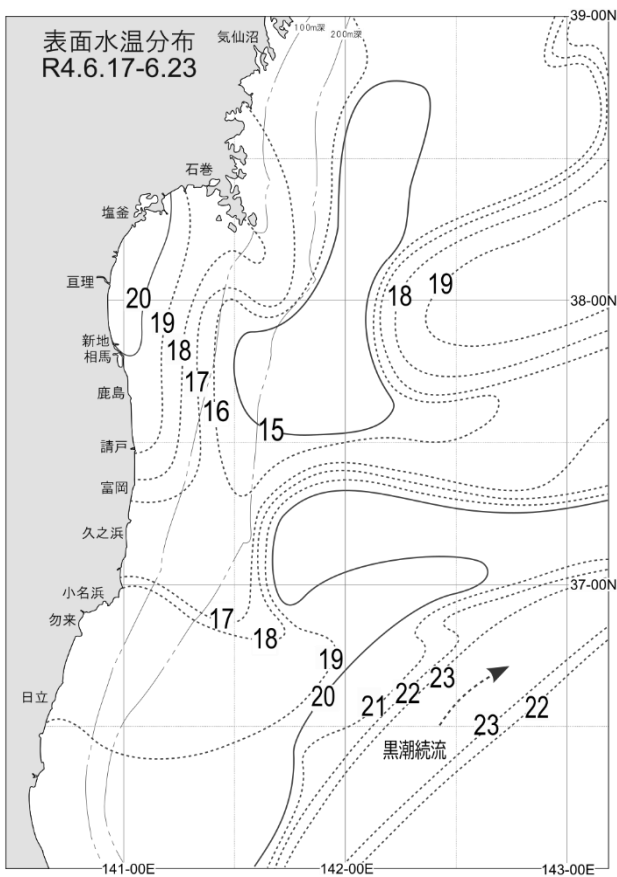 表面水温分布
R4.6.17-6.23
気仙沼
100m深
200m深
39-00N
石巻
塩釜
亘理
20
18
19
38-00N
19
新地
18
相馬
17
鹿島
16
15
請戸
富岡
久之浜
37-00N
小名浜
17
勿来
18
19
23
日立
20
21
22
22
23
黒潮続流
141-00E
142-00E
143-00E